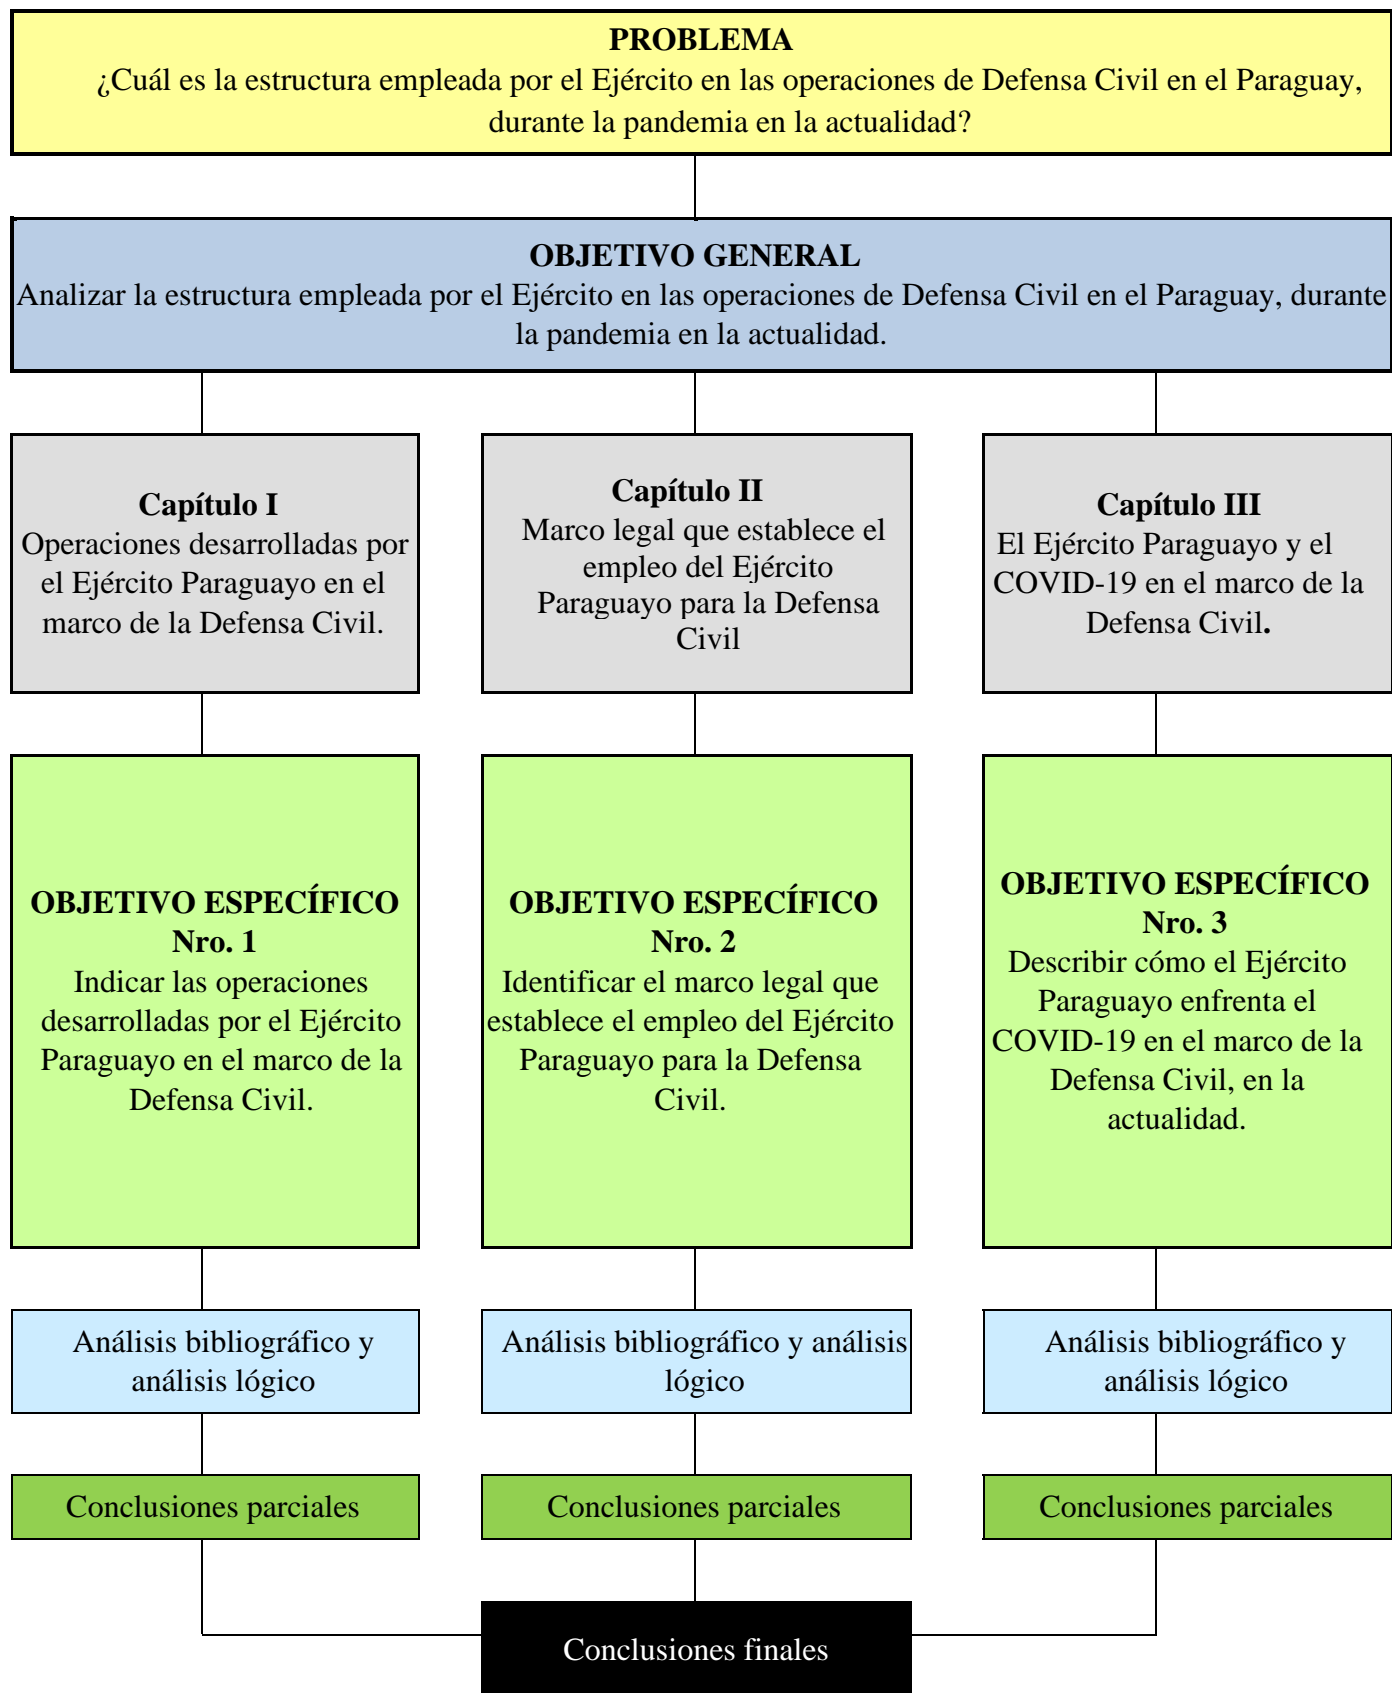 PROBLEMA
¿Cuál es la estructura empleada por el Ejército en las operaciones de Defensa Civil en el Paraguay,
durante la pandemia en la actualidad?
OBJETIVO GENERAL
Analizar la estructura empleada por el Ejército en las operaciones de Defensa Civil en el Paraguay, durante
la pandemia en la actualidad.
Capítulo I
Operaciones desarrolladas por
el Ejército Paraguayo en el
marco de la Defensa Civil.
Capítulo II
Marco legal que establece el
empleo del Ejército
Paraguayo para la Defensa
Civil
Capítulo III
El Ejército Paraguayo y el
COVID-19 en el marco de la
Defensa Civil.
OBJETIVO ESPECÍFICO
Nro. 1
Indicar las operaciones
desarrolladas por el Ejército
Paraguayo en el marco de la
Defensa Civil.
OBJETIVO ESPECÍFICO
Nro. 2
Identificar el marco legal que
establece el empleo del Ejército
Paraguayo para la Defensa
Civil.
OBJETIVO ESPECÍFICO
Nro. 3
Describir cómo el Ejército
Paraguayo enfrenta el
COVID-19 en el marco de la
Defensa Civil, en la
actualidad.
Análisis bibliográfico y
análisis lógico
Análisis bibliográfico y análisis
lógico
Análisis bibliográfico y
análisis lógico
Conclusiones parciales
Conclusiones parciales
Conclusiones parciales
Conclusiones finales